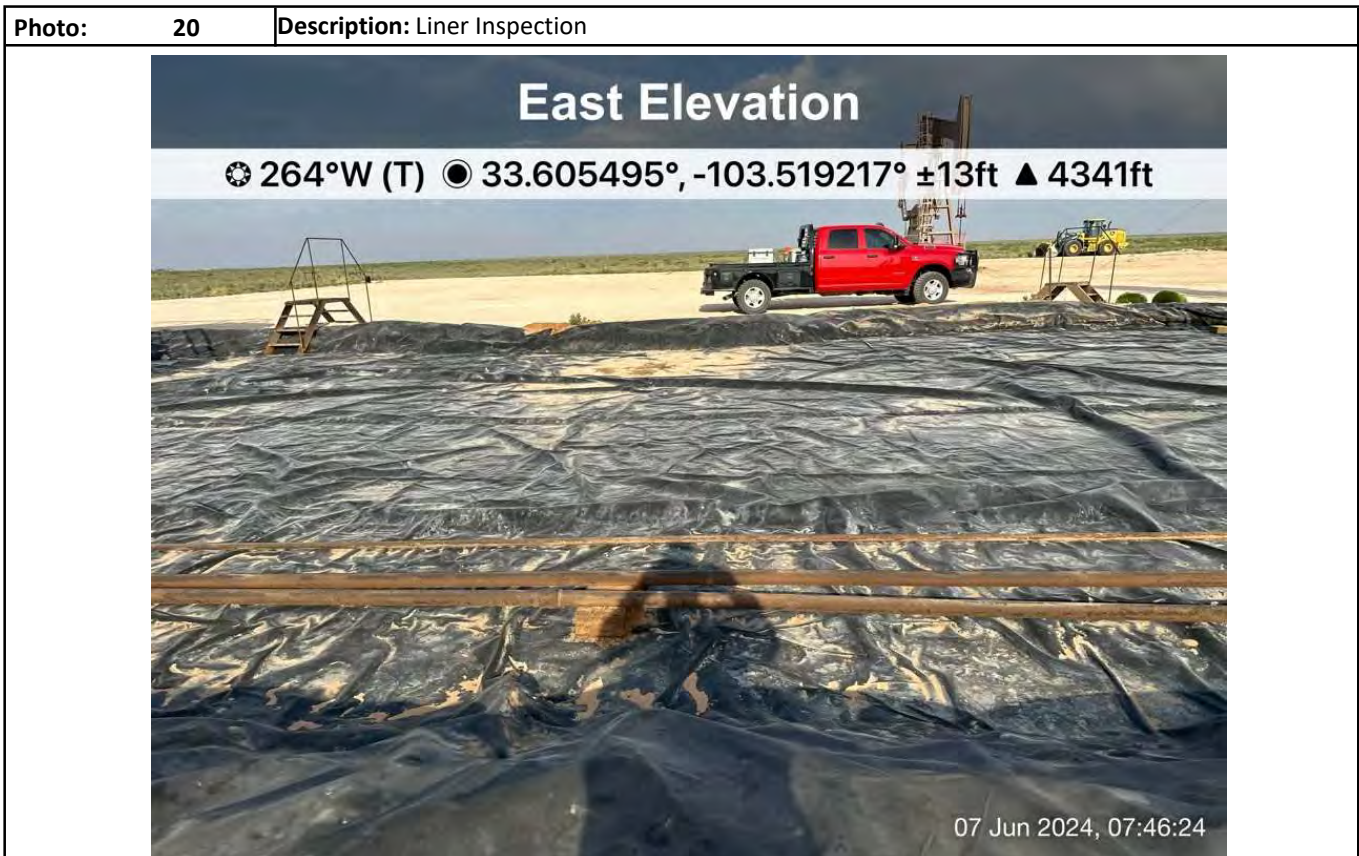 Photo: 20 Description: Liner Inspection
East Elevation
264°W (T) 33.605495°, -103.519217° ±13ft ▲ 4341ft
07 Jun 2024, 07:46:24